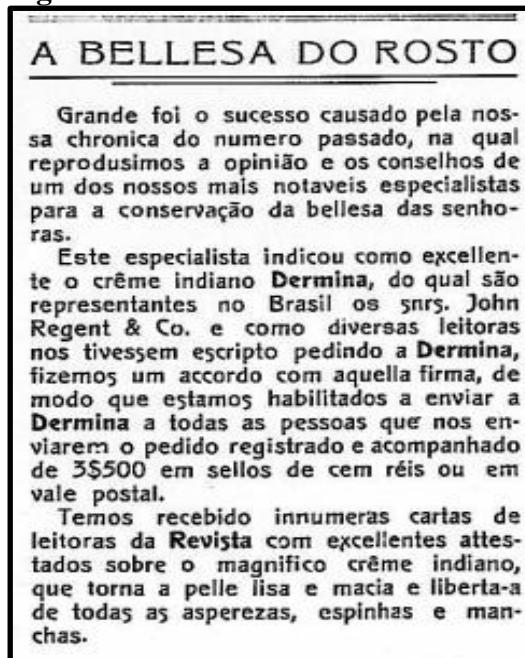 A BELLESA DO ROSTO
Grande foi o sucesso causado pela nos-
sa chronica do numero passado, na qual
reprodusimos a opinião e os conselhos de
um dos nossos mais notaveis especialistas
para a conservação da bellesa das senho-
ras.
Este especialista indicou como excellen-
te o crême indiano Dermina, do qual são
representantes no Brasil os snrs. John
Regent & Co. e como diversas leitoras
nos tivessem escripto pedindo a Dermina,
fizemos um accordo com aquella firma, de
modo que estamos habilitados a enviar a
Dermina a todas as pessoas que nos en-
viarem o pedido registrado e acompanhado
de 3$500 em sellos de cem réis ou em
vale postal.
Temos recebido innumeras cartas de
leitoras da Revista com excellentes attes-
tados sobre o magnifico crême indiano,
que torna a pelle lisa e macia e liberta-a
de todas as asperezas, espinhas e man-
chas.